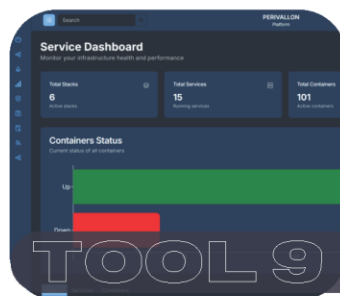 Search
PERIVALLON
Platform
Service Dashboard
Monitor your infrastructure health and performance
Total Stacks
6
Active stacks
Total Services
15
Running services
Total Containers
101
Active containers
Containers Status
Current status of all containers
Up
Down
TOOL 9